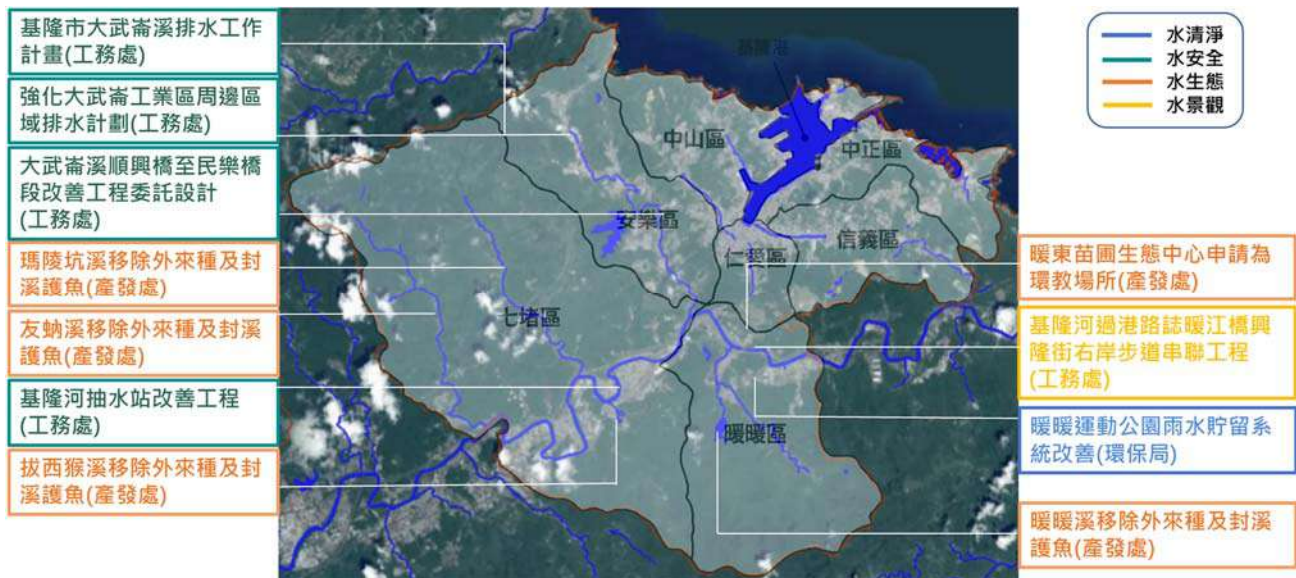 基隆市大武崙溪排水工作
計畫(工務處)
強化大武崙工業區周邊區
域排水計劃(工務處)
大武崙溪順興橋至民樂橋
段改善工程委託設計
(工務處)
瑪陵坑溪移除外來種及封
溪護魚(產發處)
友蚋溪移除外來種及封溪
護魚(產發處)
基隆河抽水站改善工程
(工務處)
拔西猴溪移除外來種及封
溪護魚(產發處)
基隆港
中山區
中正區
安樂區
信義區
仁愛區
七堵區
暖暖區
水清淨
水安全
水生態
水景觀
暖東苗圃生態中心申請為
環教場所(產發處)
基隆河過港路誌暖江橋興
隆街右岸步道串聯工程
(工務處)
暖暖運動公園雨水貯留系
統改善(環保局)
暖暖溪移除外來種及封溪
護魚(產發處)